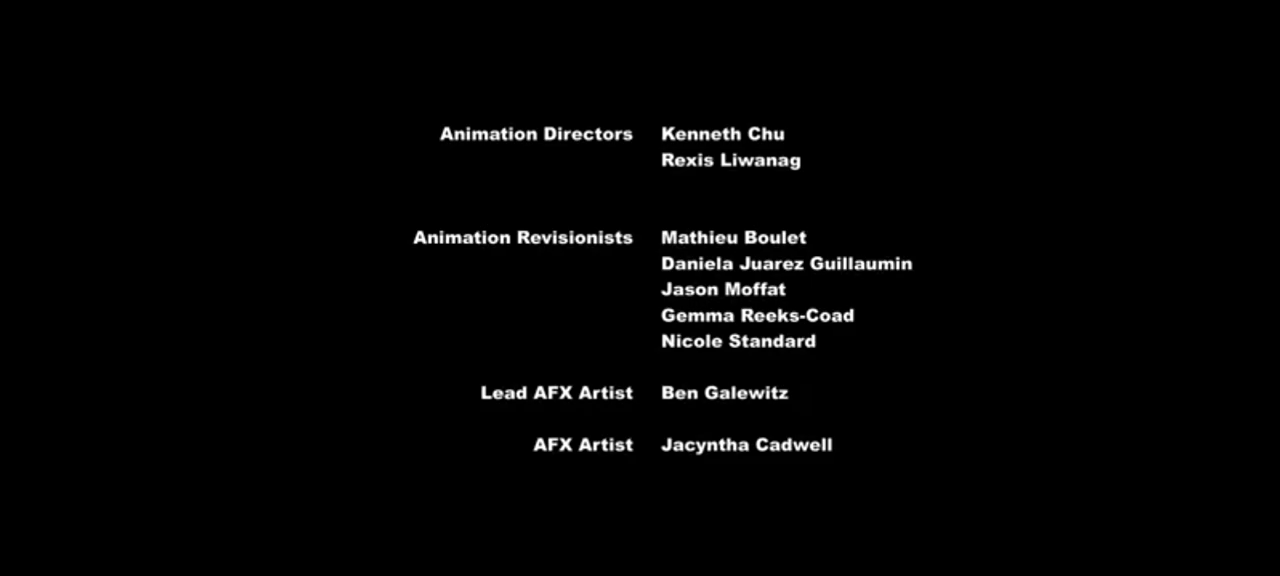 Animation Directors Kenneth Chu
Rexis Liwanag
Animation Revisionists Mathieu Boulet
Daniela Juarez Guillaumin
Jason Moffat
Gemma Reeks-Coad
Nicole Standard
Lead AFX Artist Ben Galewitz
AFX Artist Jacyntha Cadwell